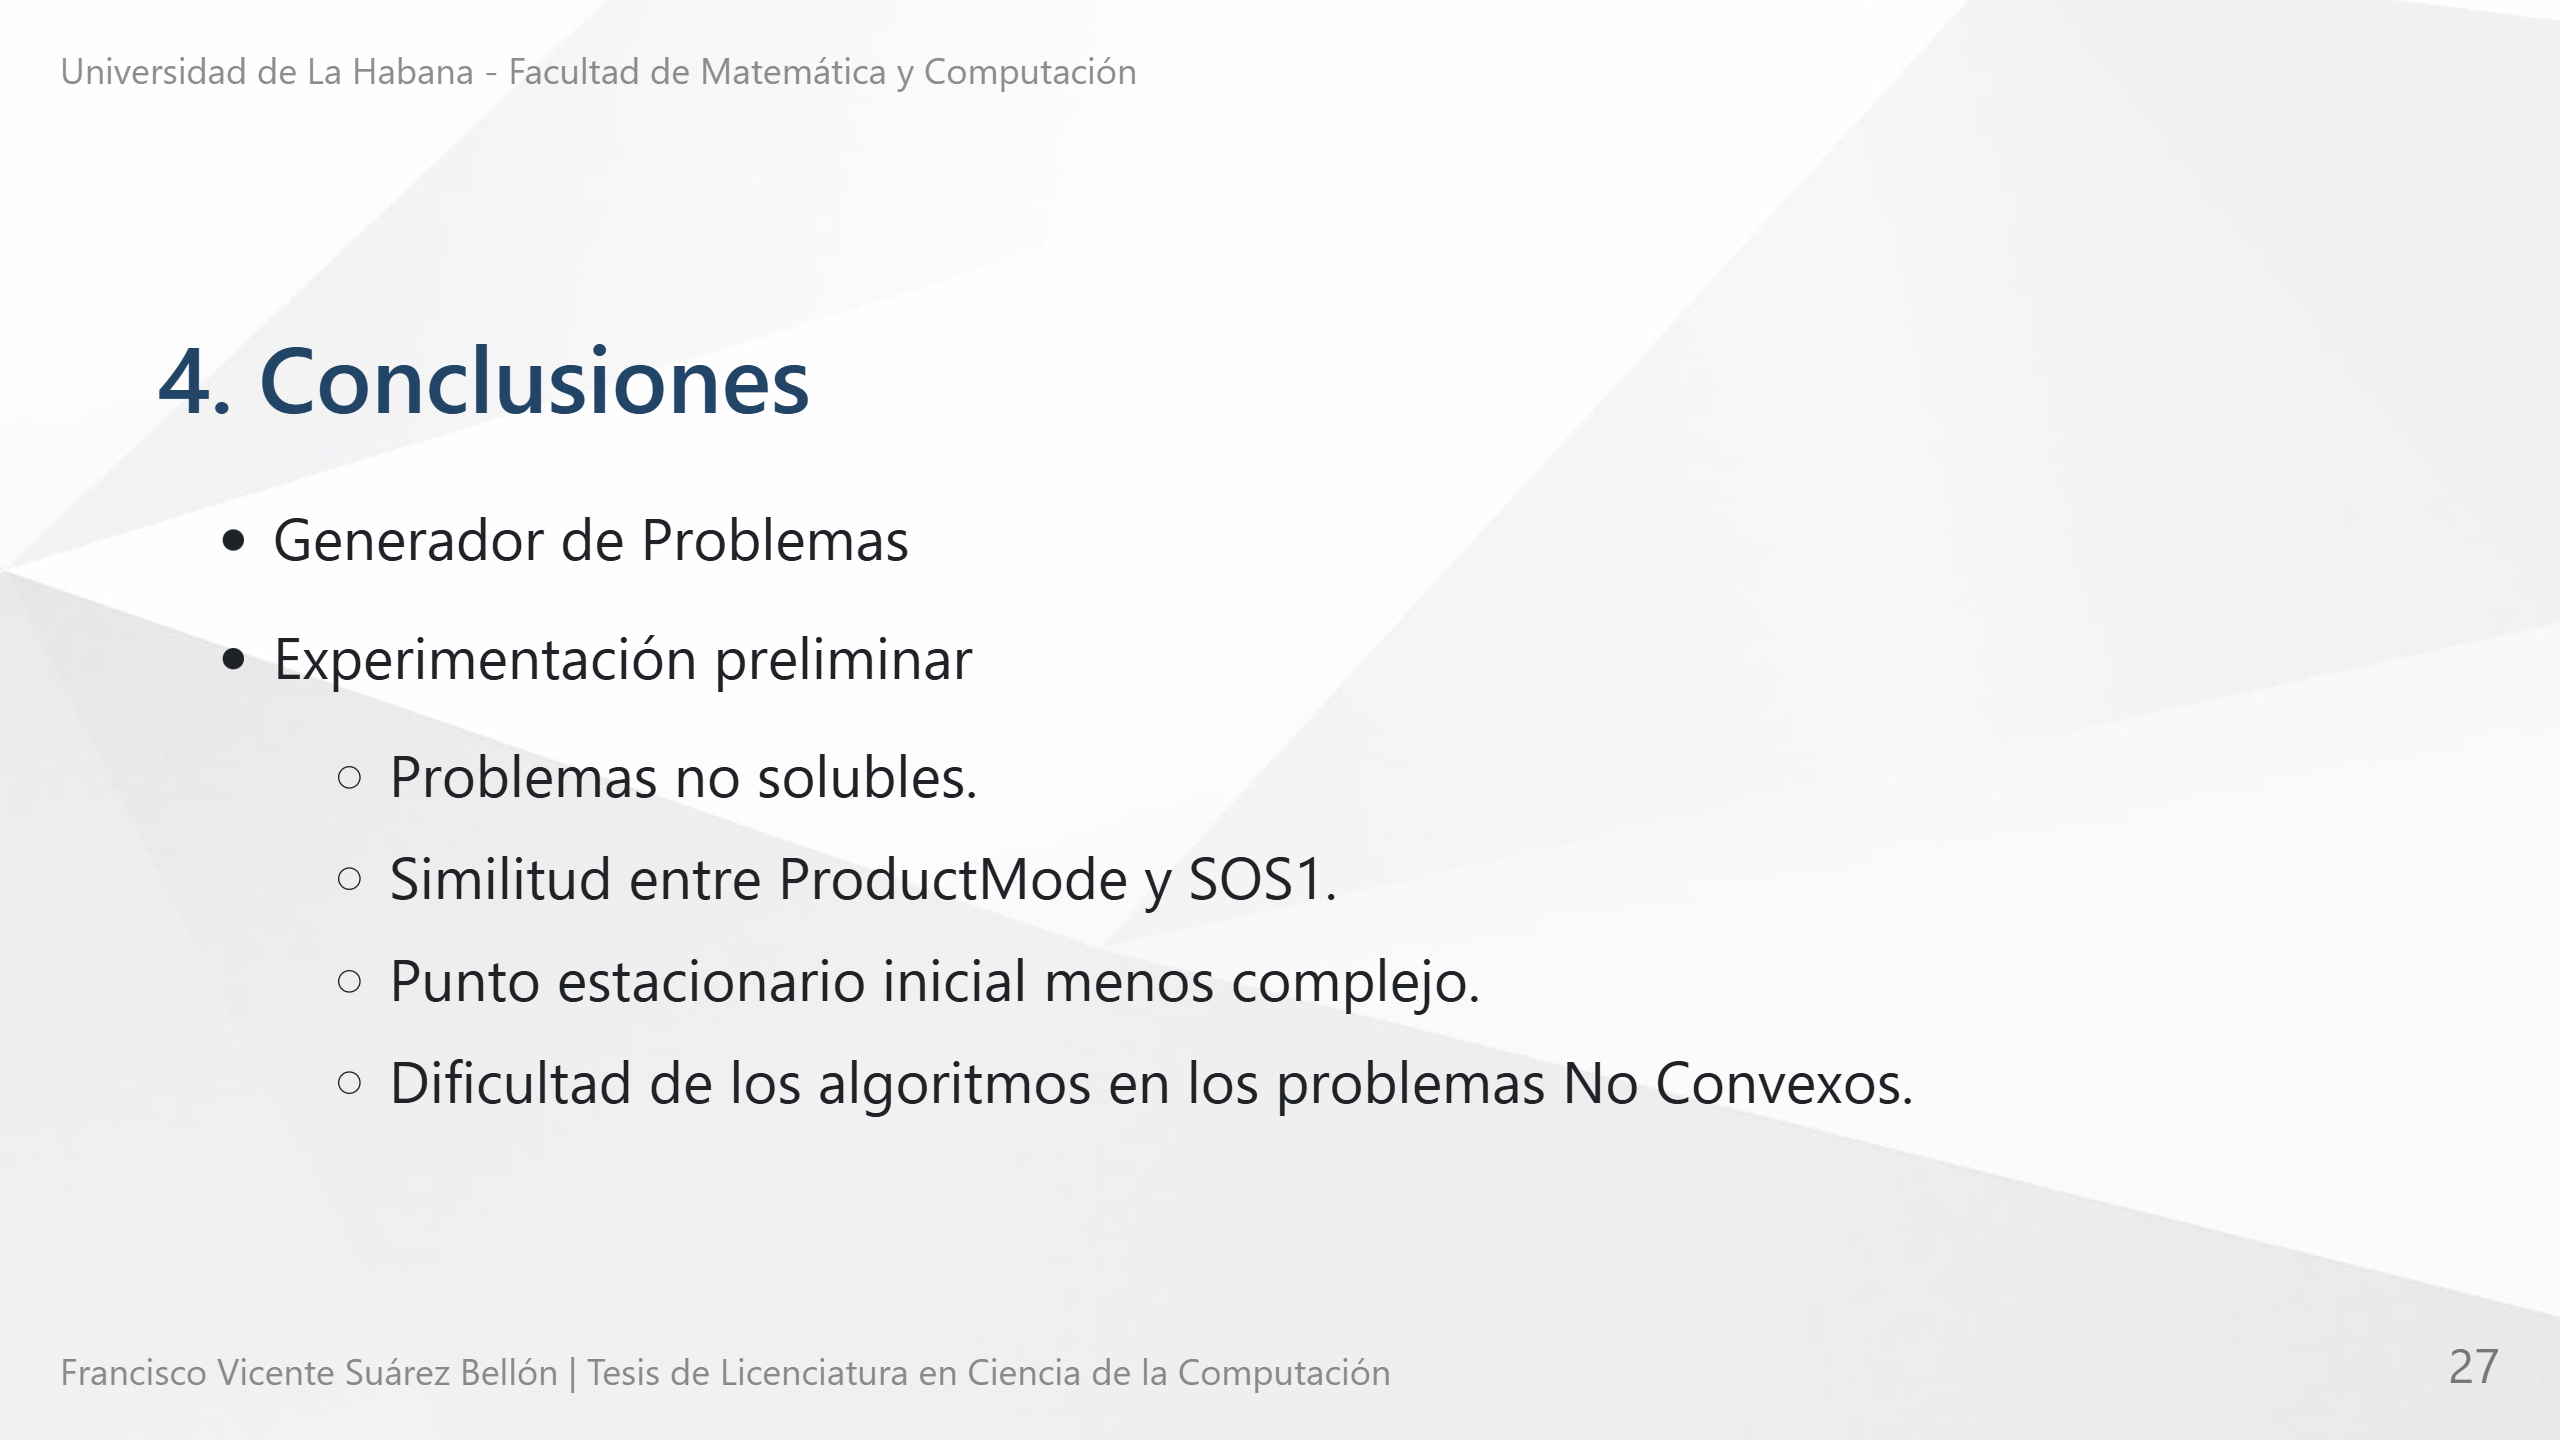 Universidad de La Habana - Facultad de Matemática y Computación
4. Conclusiones
• Generador de Problemas
• Experimentación preliminar
○ Problemas no solubles.
○ Similitud entre ProductMode y SOS1.
○ Punto estacionario inicial menos complejo.
○ Dificultad de los algoritmos en los problemas No Convexos.
Francisco Vicente Suárez Bellón | Tesis de Licenciatura en Ciencia de la Computación
27